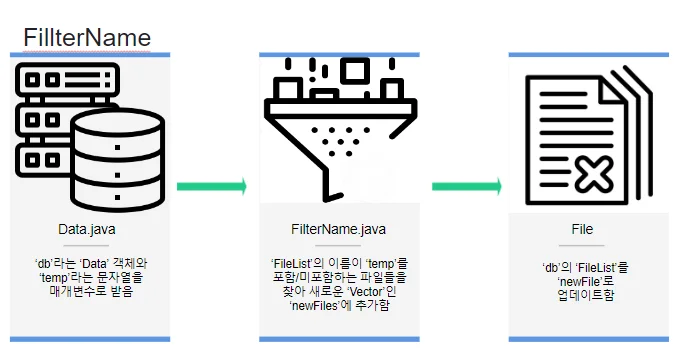 FillterName
Data.java
'db'라는 'Data' 객체와
'temp'라는 문자열을
매개변수로 받음
FilterName.java
'FileList'의 이름이 'temp'를
포함/미포함하는 파일들을
찾아 새로운 'Vector'인
'newFiles'에 추가함
File
'db'의 'FileList'를
'newFile'로
업데이트함